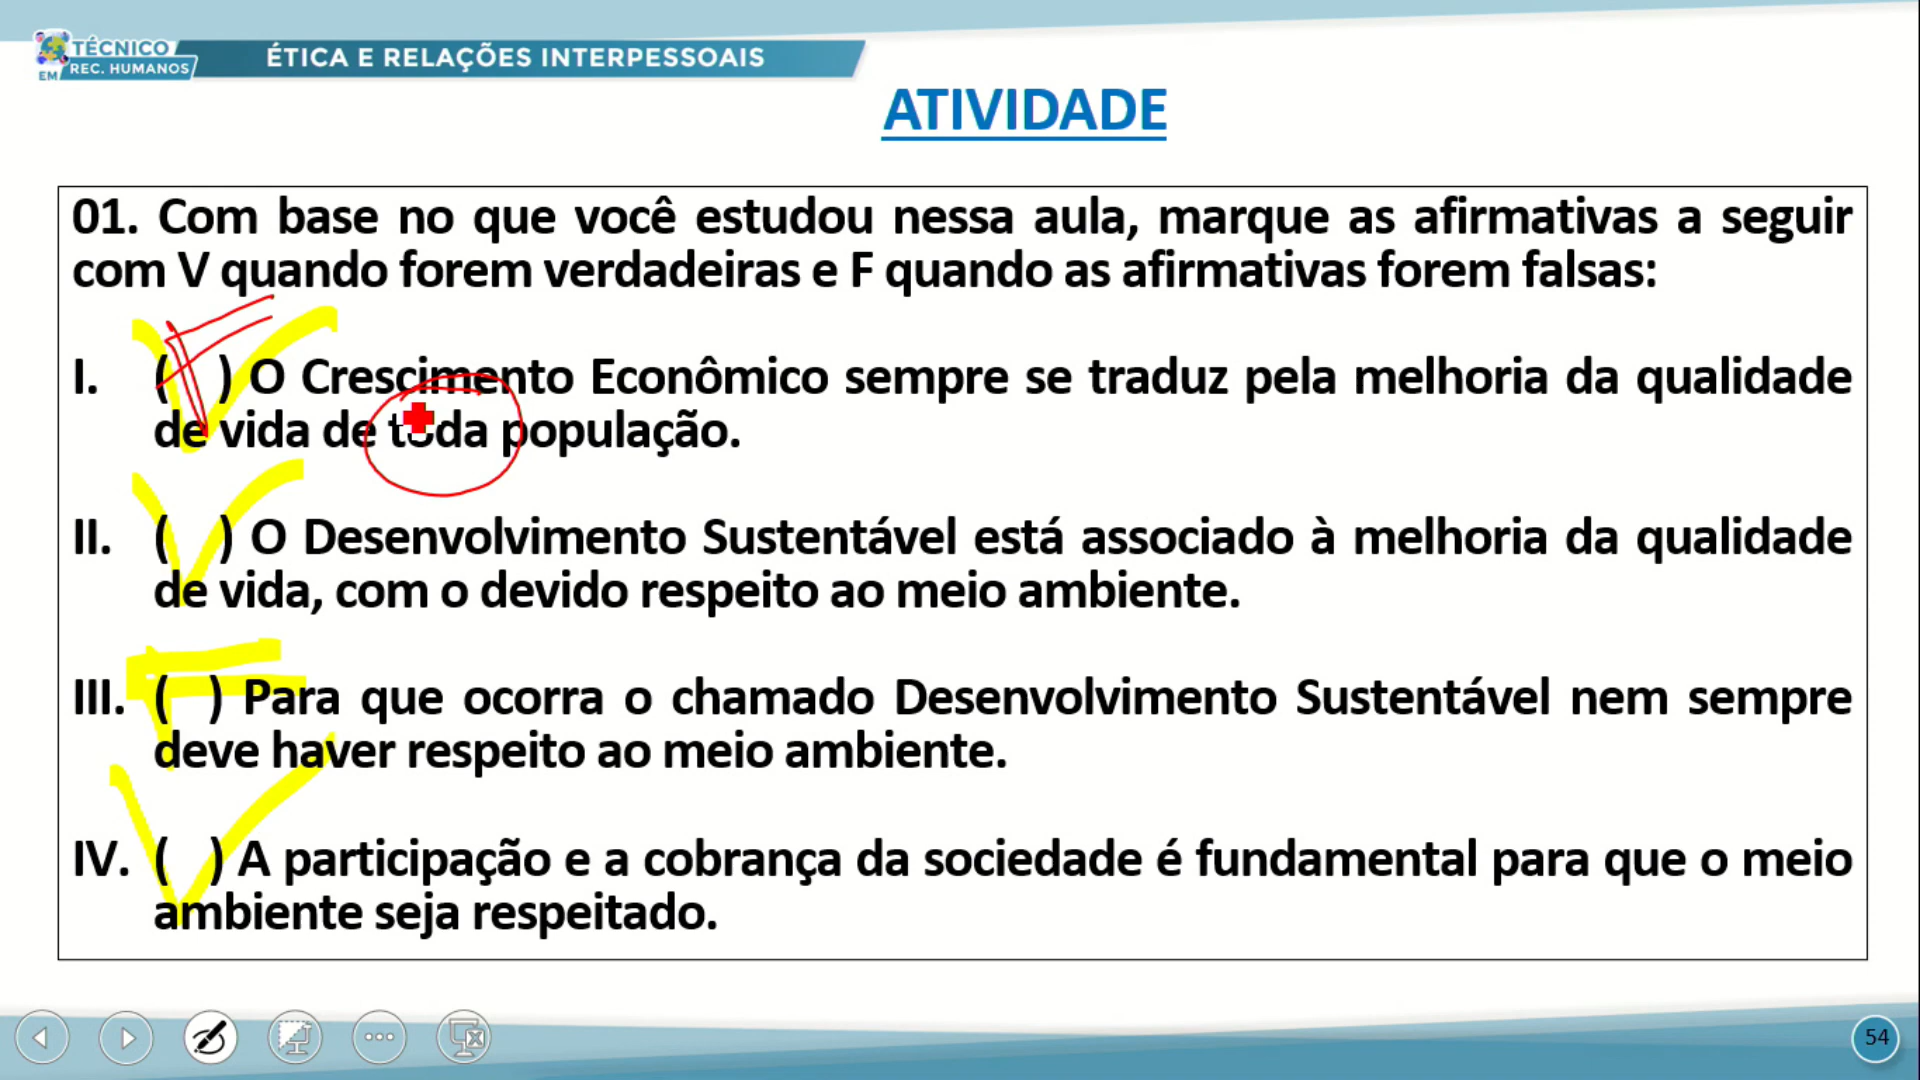 TÉCNICO
EM REC. HUMANOS
ÉTICA E RELAÇÕES INTERPESSOAIS
ATIVIDADE
01. Com base no que você estudou nessa aula, marque as afirmativas a seguir
com V quando forem verdadeiras e F quando as afirmativas forem falsas:
I. ( ) O Crescimento Econômico sempre se traduz pela melhoria da qualidade
de vida de toda população.
II. ( ) O Desenvolvimento Sustentável está associado à melhoria da qualidade
de vida, com o devido respeito ao meio ambiente.
III. ( ) Para que ocorra o chamado Desenvolvimento Sustentável nem sempre
deve haver respeito ao meio ambiente.
IV. ( ) A participação e a cobrança da sociedade é fundamental para que o meio
ambiente seja respeitado.
54